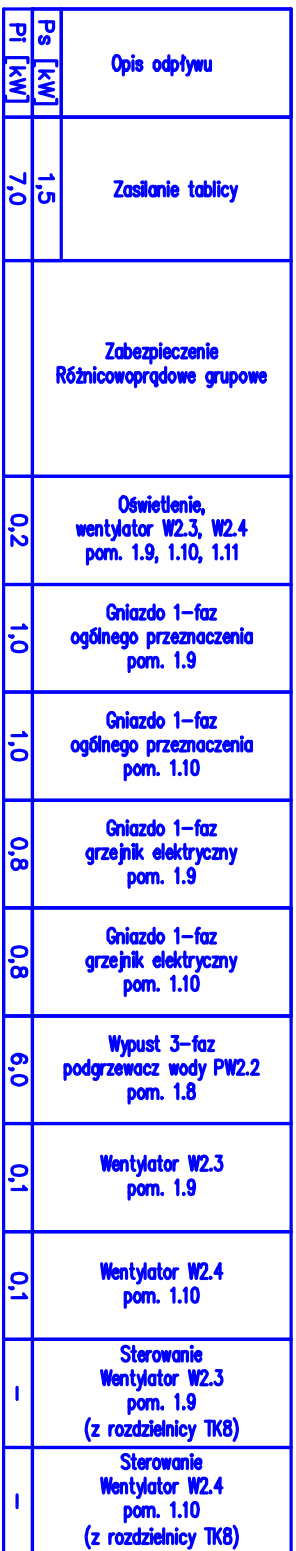 Opis odpływu
Ps [kW]
Pi [kW]
Zasilanie tablicy
1,5
7,0
Zabezpieczenie
Różnicowoprądowe grupowe
Oświetlenie,
wentylator W2.3, W2.4
pom. 1.9, 1.10, 1.11
0,2
Gniazdo 1-faz
ogólnego przeznaczenia
pom. 1.9
1,0
Gniazdo 1-faz
ogólnego przeznaczenia
pom. 1.10
1,0
Gniazdo 1-faz
grzejnik elektryczny
pom. 1.9
0,8
Gniazdo 1-faz
grzejnik elektryczny
pom. 1.10
0,8
Wypust 3-faz
podgrzewacz wody PW2.2
pom. 1.8
6,0
Wentylator W2.3
pom. 1.9
0,1
Wentylator W2.4
pom. 1.10
0,1
Sterowanie
Wentylator W2.3
pom. 1.9
(z rozdzielnicy TK8)
-
Sterowanie
Wentylator W2.4
pom. 1.10
(z rozdzielnicy TK8)
-